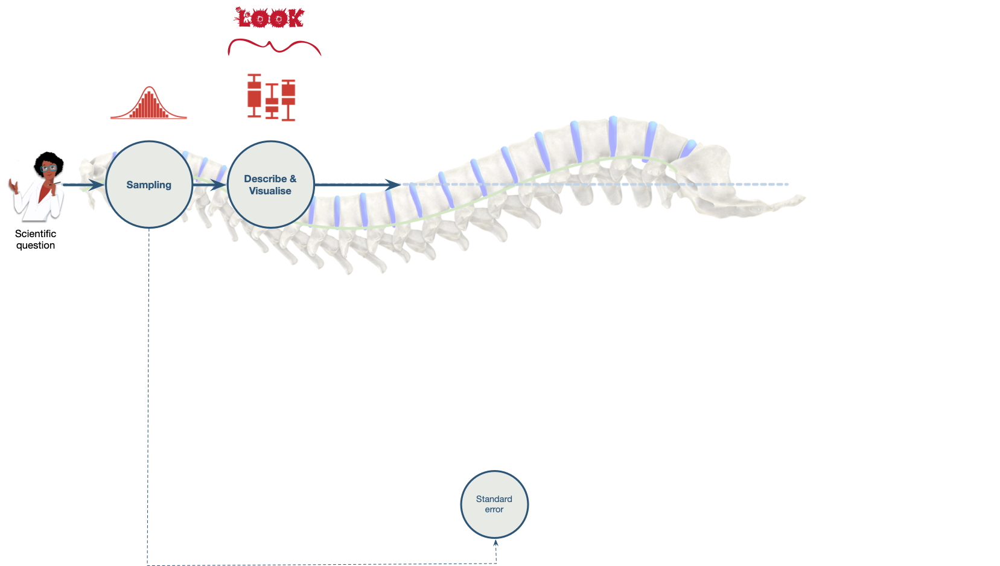 LOOK
Sampling
Describe &
Visualise
Scientific
question
Standard
error